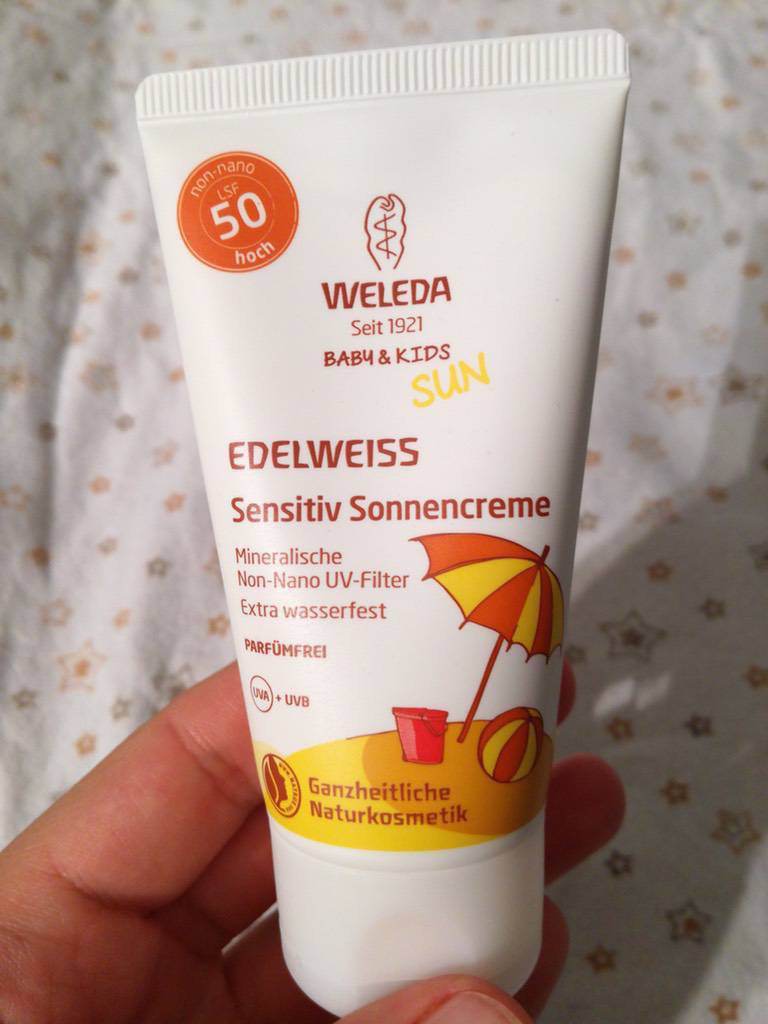 non-nano
LSF
50
hoch
WELEDA
Seit 1921
BABY & KIDS
SUN
EDELWEISS
Sensitiv Sonnencreme
Mineralische
Non-Nano UV-Filter
Extra wasserfest
PARFÜMFREI
UVA + UVB
Ganzheitliche
Naturkosmetik